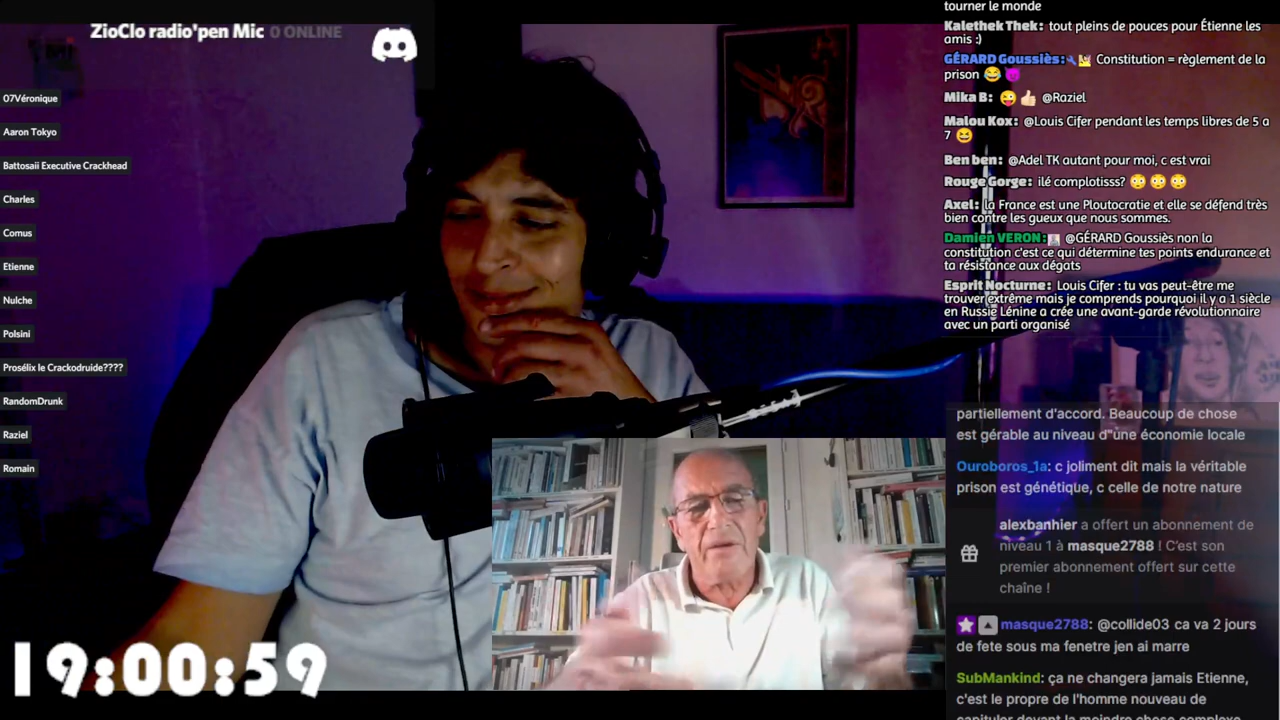 ZioClo radio'pen Mic 0 ONLINE
07Véronique
Aaron Tokyo
Battosaii Executive Crackhead
Charles
Comus
Etienne
Nulche
Polsini
Prosélix le Crackodruide????
RandomDrunk
Raziel
Romain
19:00:59
tourner le monde
Kalethek Thek: tout pleins de pouces pour Étienne les
amis :)
GÉRARD Goussiès: Constitution = règlement de la
prison 😂 😈
Mika B: 😜 👍🏻 @Raziel
Malou Kox: @Louis Cifer pendant les temps libres de 5 a
7 😆
Ben ben: @Adel TK autant pour moi, c est vrai
Rouge Gorge: ilé complotisss? 😳 😳 😳
Axel: la France est une Ploutocratie et elle se défend très
bien contre les gueux que nous sommes.
Damien VERON: @GÉRARD Goussiès non la
constitution c'est ce qui détermine tes points endurance et
ta résistance aux dégats
Esprit Nocturne: Louis Cifer : tu vas peut-être me
trouver extrême mais je comprends pourquoi il y a 1 siècle
en Russie Lénine a crée une avant-garde révolutionnaire
avec un parti organisé
partiellement d'accord. Beaucoup de chose
est gérable au niveau d"une économie locale
Ouroboros_1a: c joliment dit mais la véritable
prison est génétique, c celle de notre nature
alexbanhier a offert un abonnement de
niveau 1 à masque2788 ! C'est son
premier abonnement offert sur cette
chaîne !
masque2788: @collide03 ca va 2 jours
de fete sous ma fenetre jen ai marre
SubMankind: ça ne changera jamais Etienne,
c'est le propre de l'homme nouveau de
capituler devant la moindre chose complexe